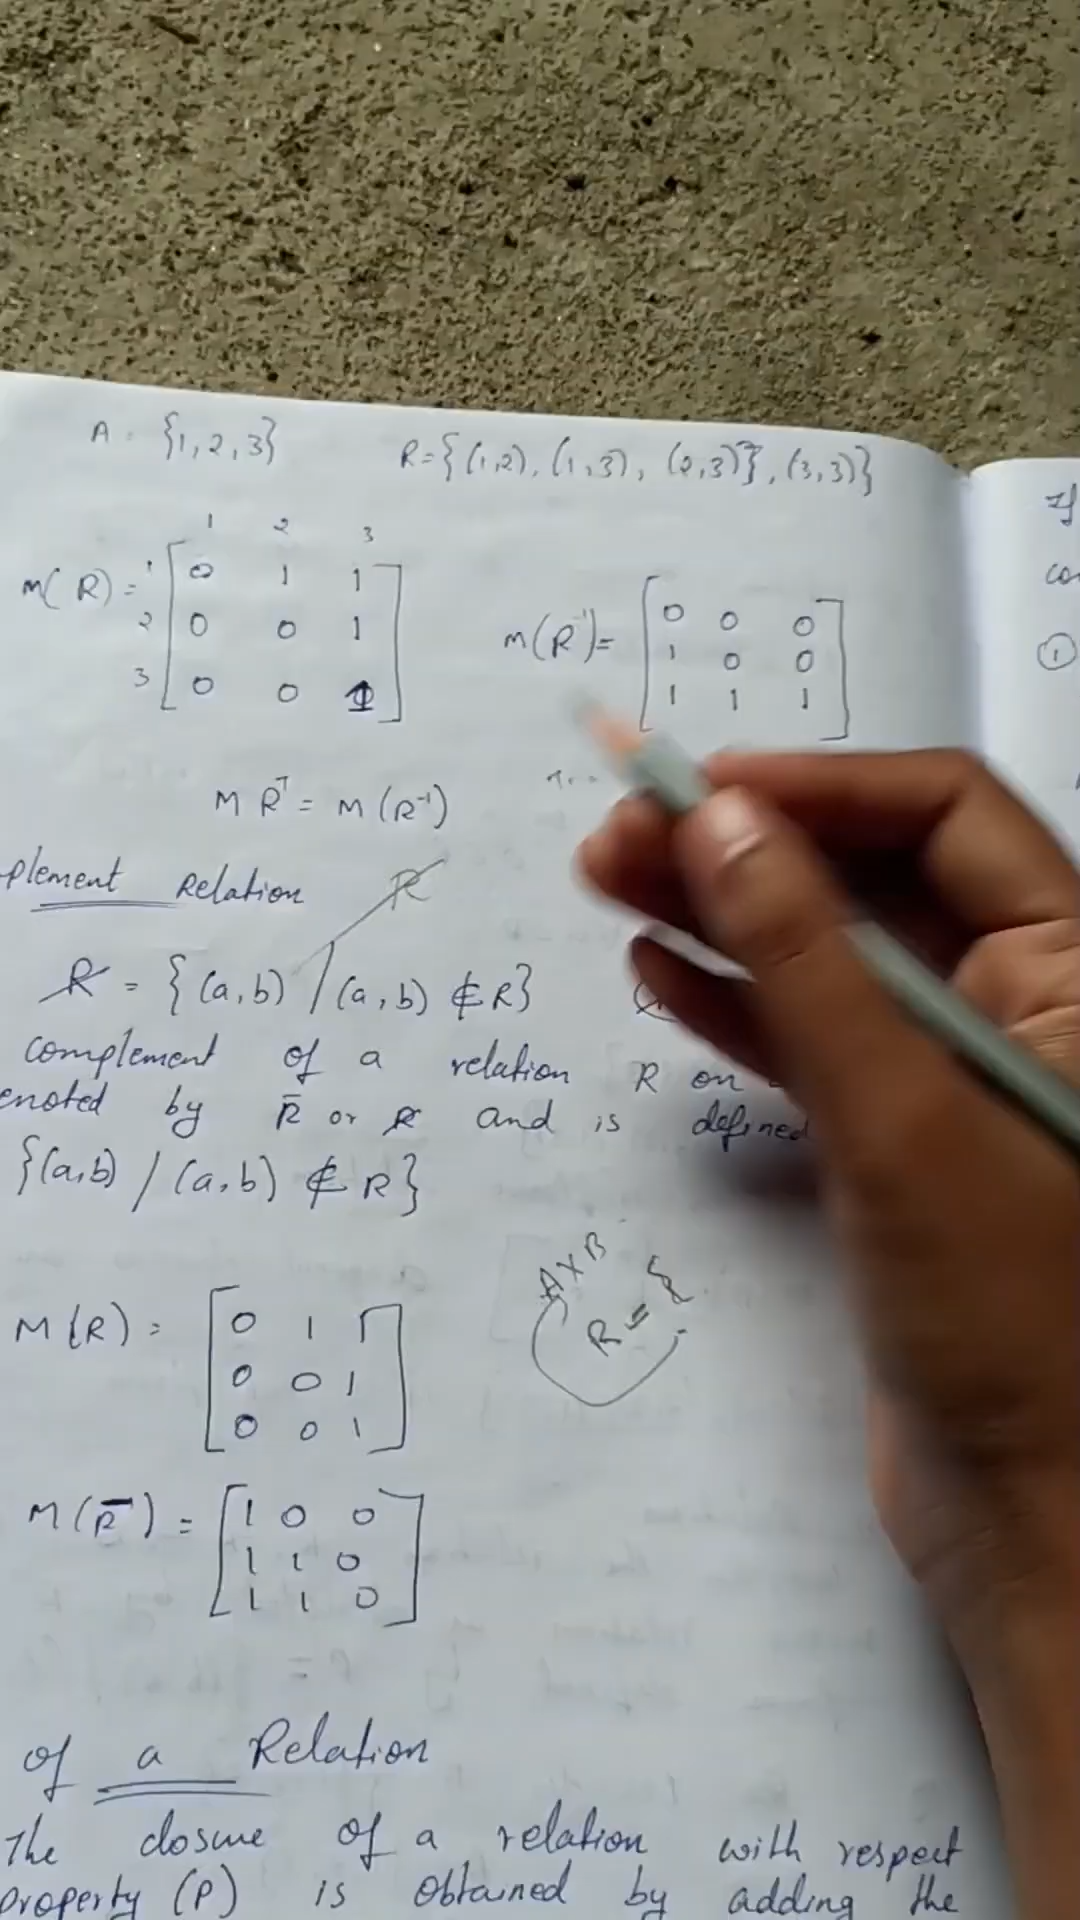 A = {1,2,3} R={(1,2), (1,3), (2,3)}, (3,3)}
1 2 3
M(R) = 1 [ 0 1 1
2 0 0 1
3 0 0 1 ]
M(R⁻¹) = [ 0 0 0
1 0 0
1 1 1 ]
M Rᵀ = M(R⁻¹)
plement Relation
R
R̸ = {(a,b) / (a,b) ∉ R}
complement of a relation R on
enoted by R̄ or R̸ and is defined
{(a,b) / (a,b) ∉ R}
A×B
R = {
M(R) = [ 0 1 1
0 0 1
0 0 1 ]
M(R̄) = [ 1 0 0
1 1 0
1 1 0 ]
of a Relation
The closure of a relation with respect
property (P) is obtained by adding the
If
co
1